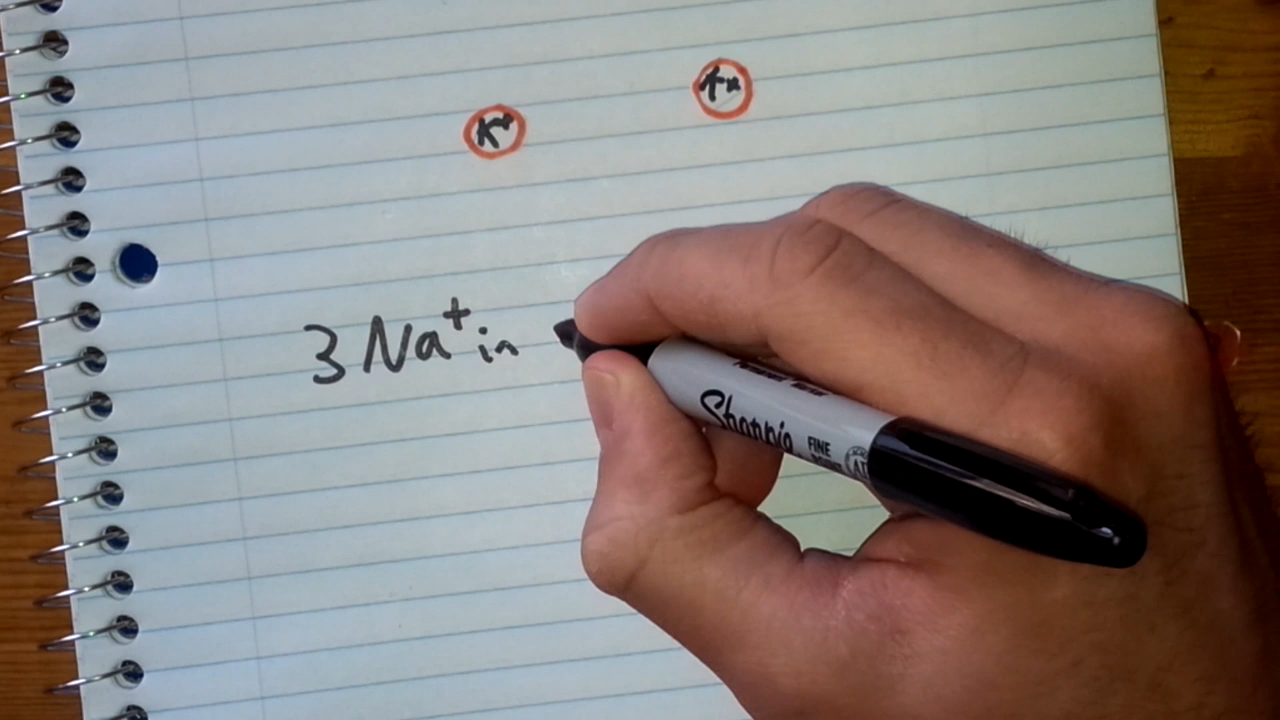 K+
K+
3 Na+ in
Sharpie
FINE